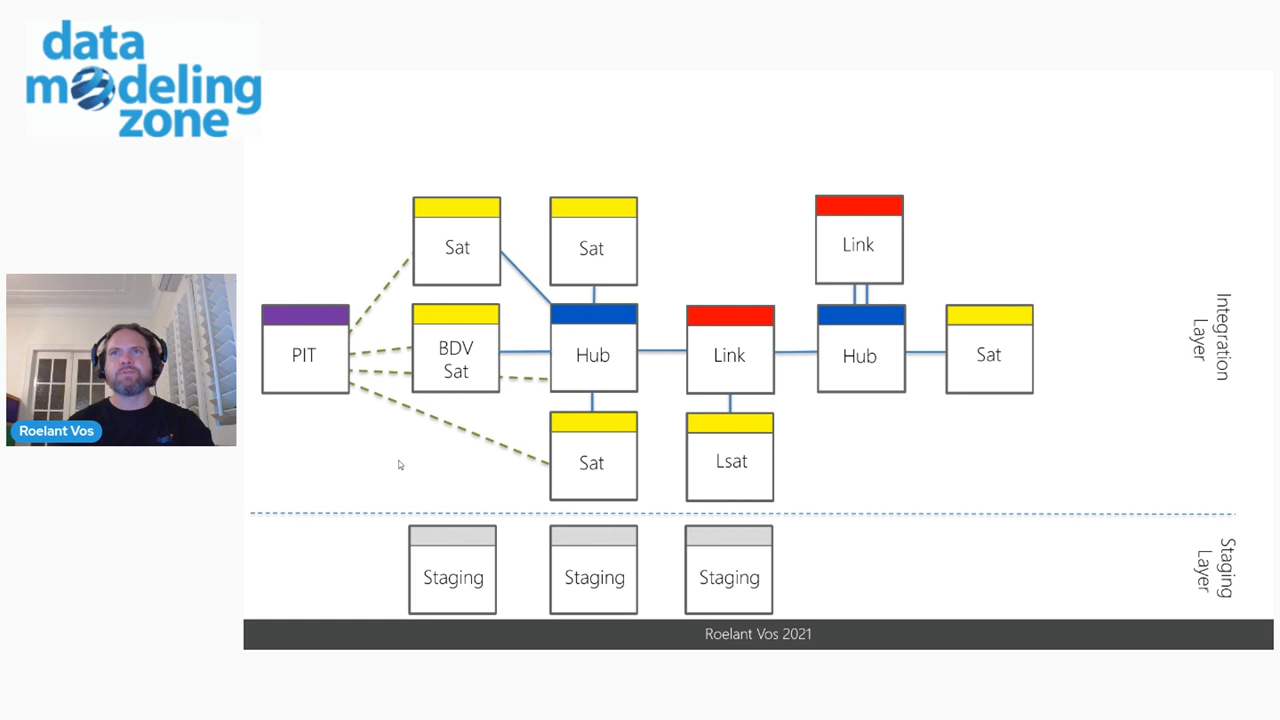 data
modeling
zone
Sat
Sat
Link
PIT
BDV
Sat
Hub
Link
Hub
Sat
Sat
Lsat
Integration
Layer
Staging
Staging
Staging
Staging
Layer
Roelant Vos
Roelant Vos 2021